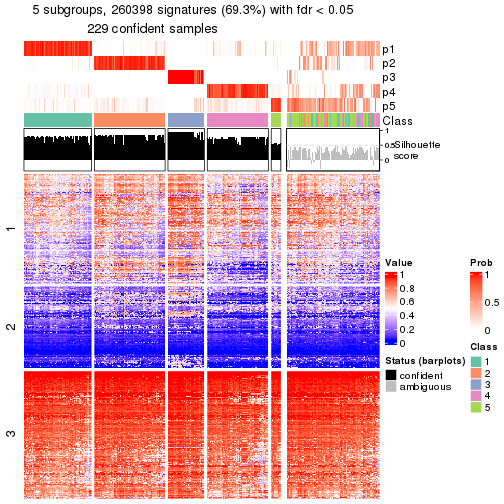 5 subgroups, 260398 signatures (69.3%) with fdr < 0.05
229 confident samples
p1
p2
p3
p4
p5
Class
1
0.5
0
Silhouette
score
1
2
3
Value
1
0.8
0.6
0.4
0.2
0
Status (barplots)
confident
ambiguous
Prob
1
0.5
0
Class
1
2
3
4
5